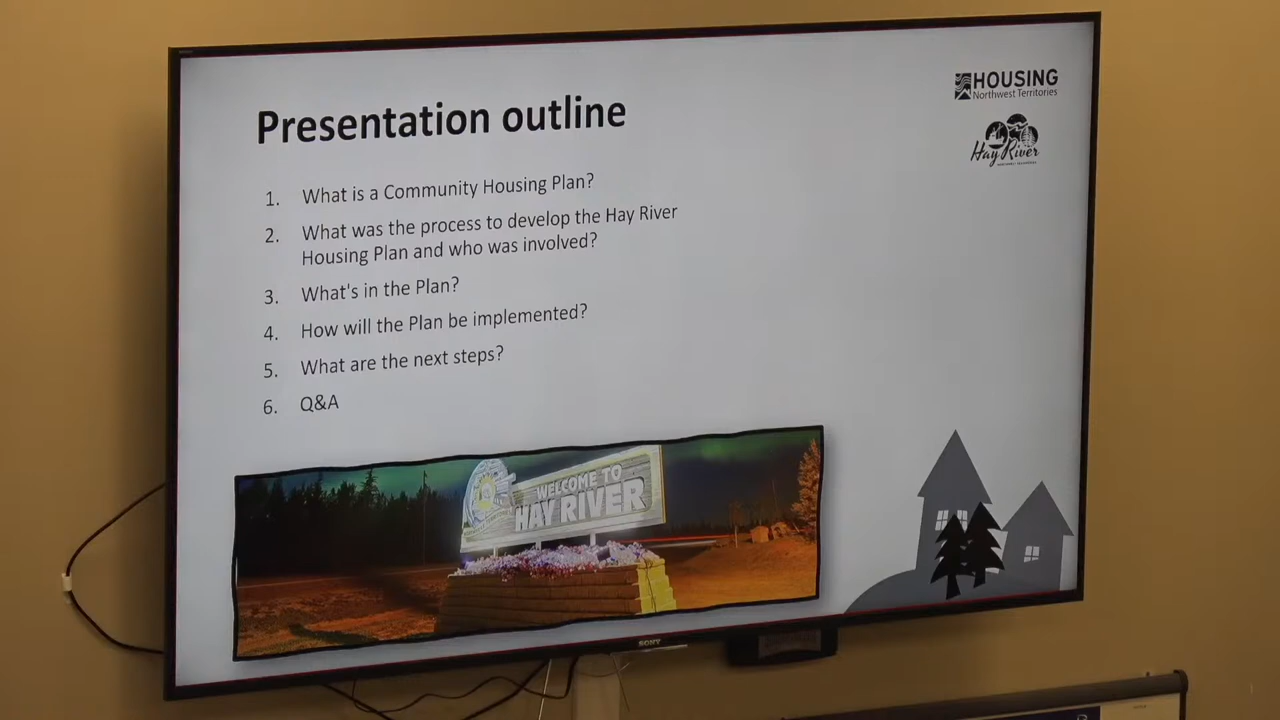 Presentation outline
HOUSING
Northwest Territories
Hay River
1. What is a Community Housing Plan?
2. What was the process to develop the Hay River
Housing Plan and who was involved?
3. What's in the Plan?
4. How will the Plan be implemented?
5. What are the next steps?
6. Q&A
WELCOME TO
HAY RIVER
SONY